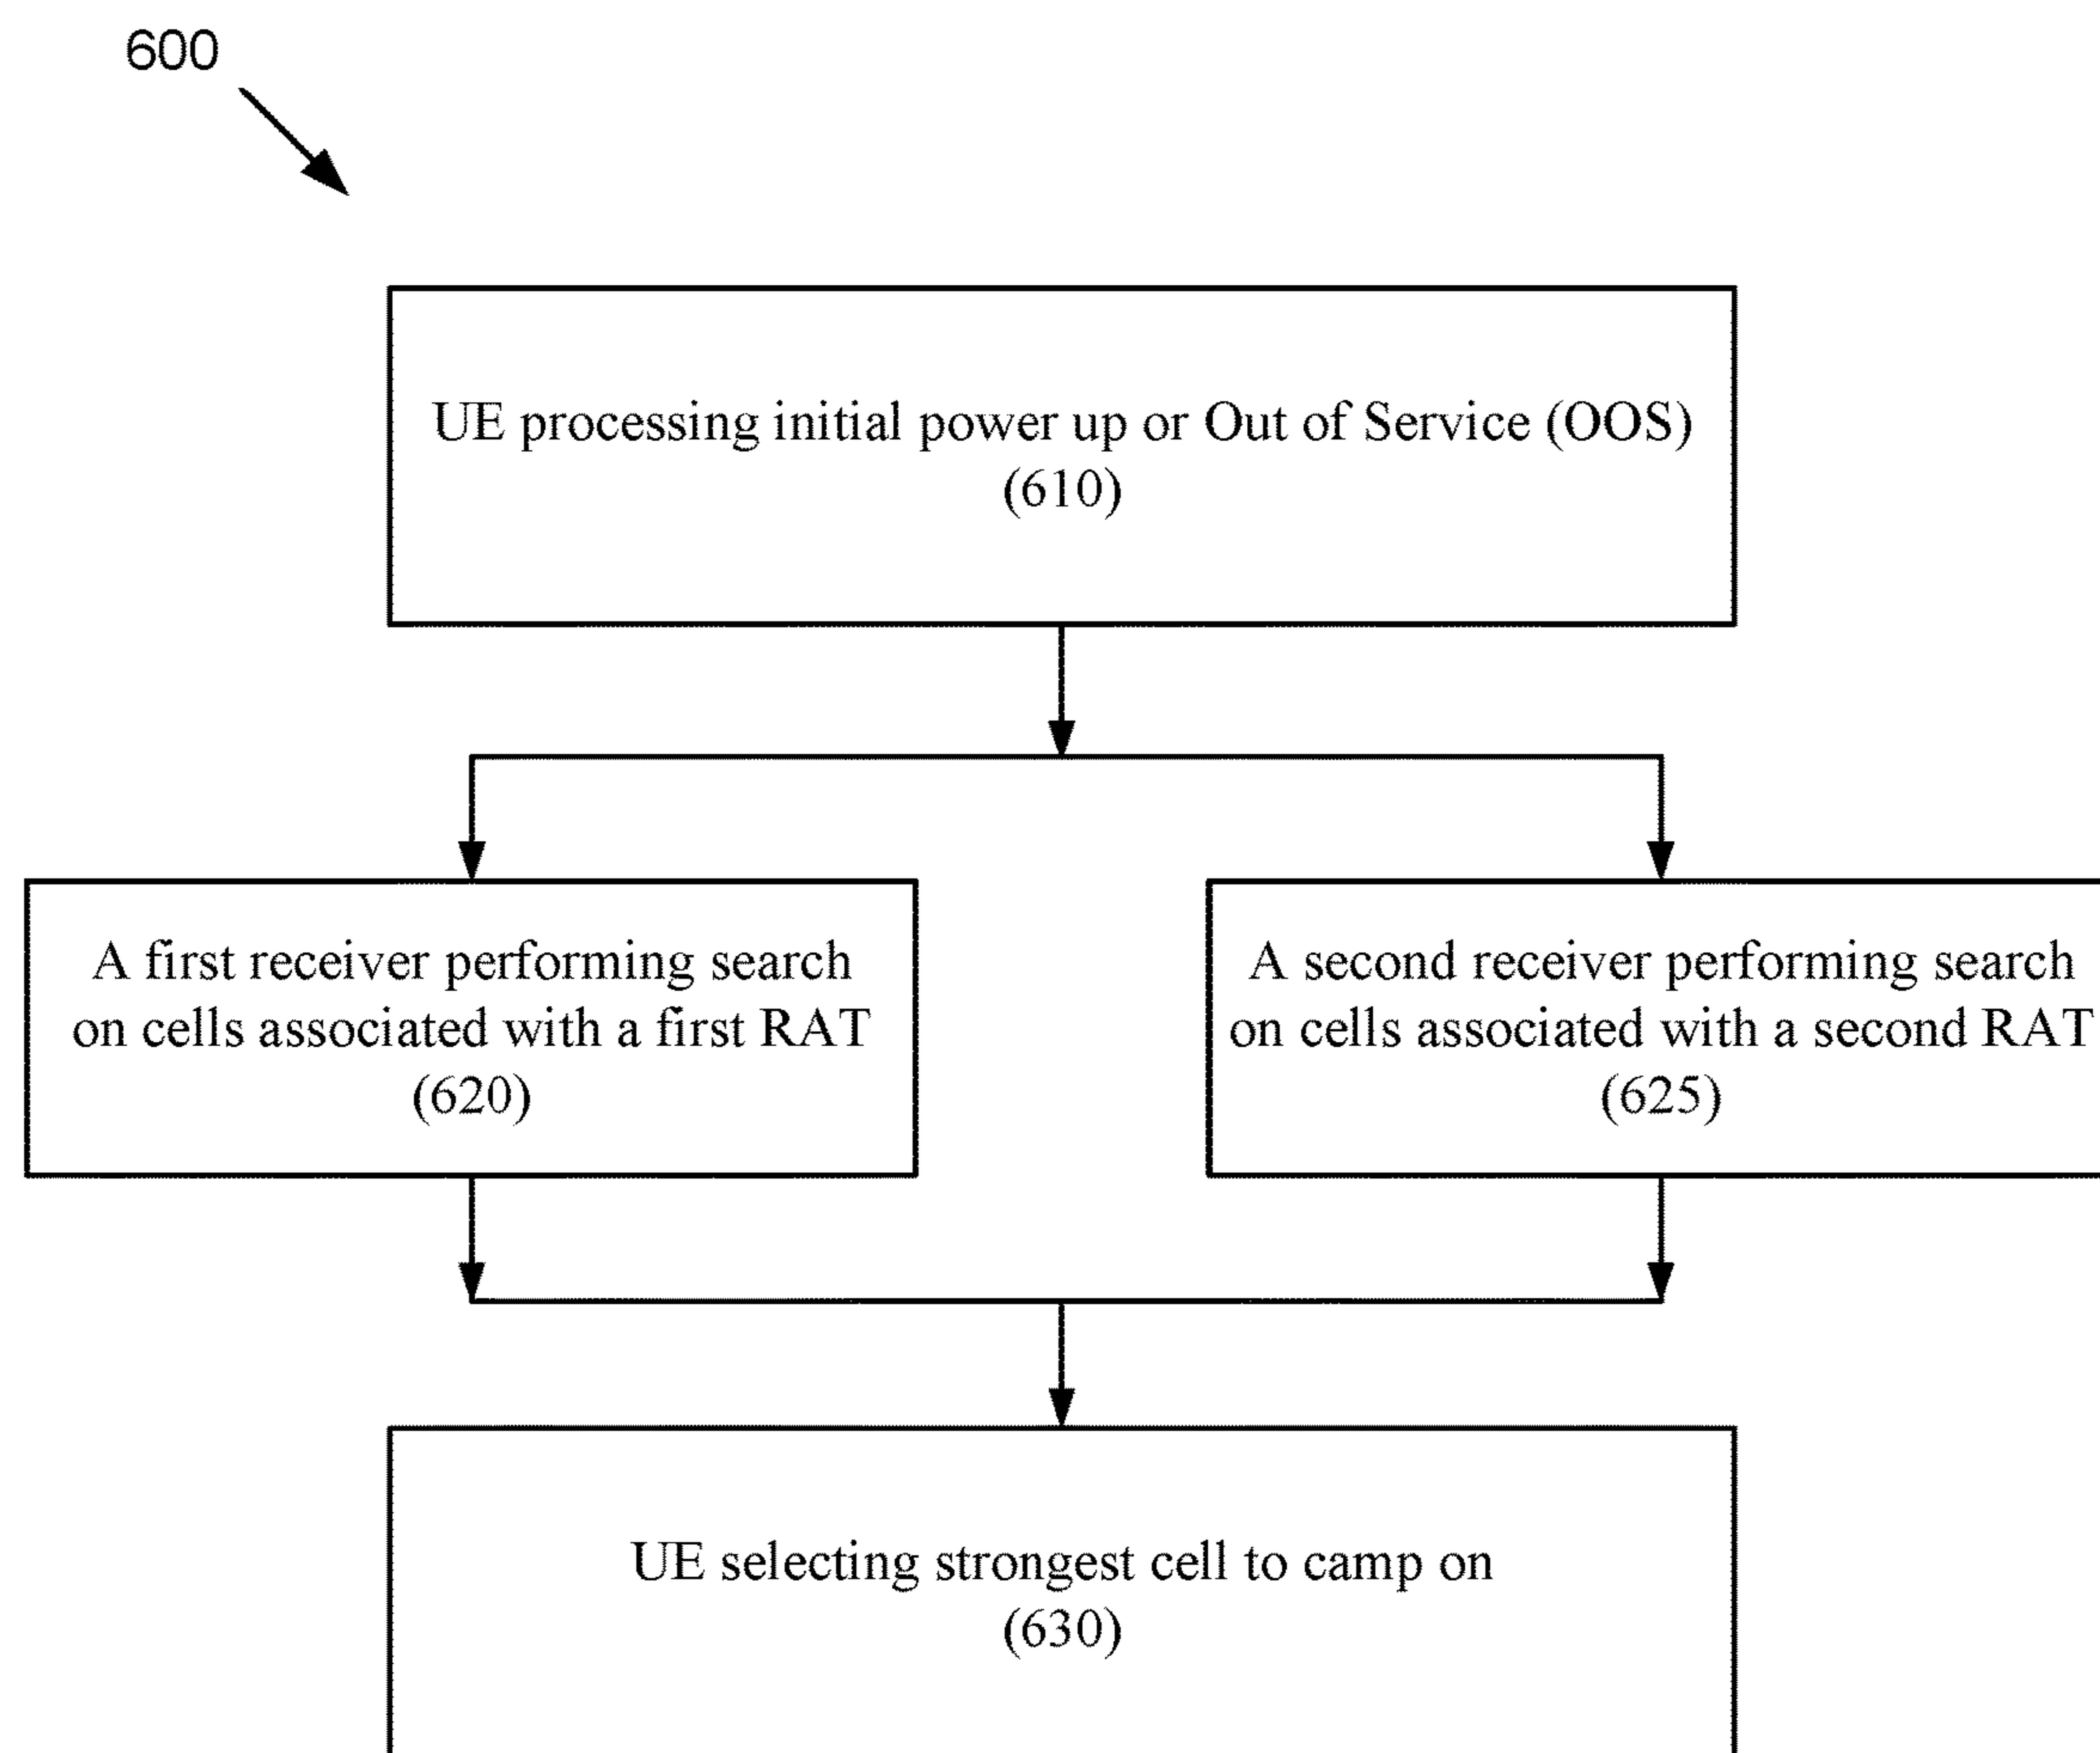 600
UE processing initial power up or Out of Service (OOS)
(610)
A first receiver performing search
on cells associated with a first RAT
(620)
A second receiver performing search
on cells associated with a second RAT
(625)
UE selecting strongest cell to camp on
(630)